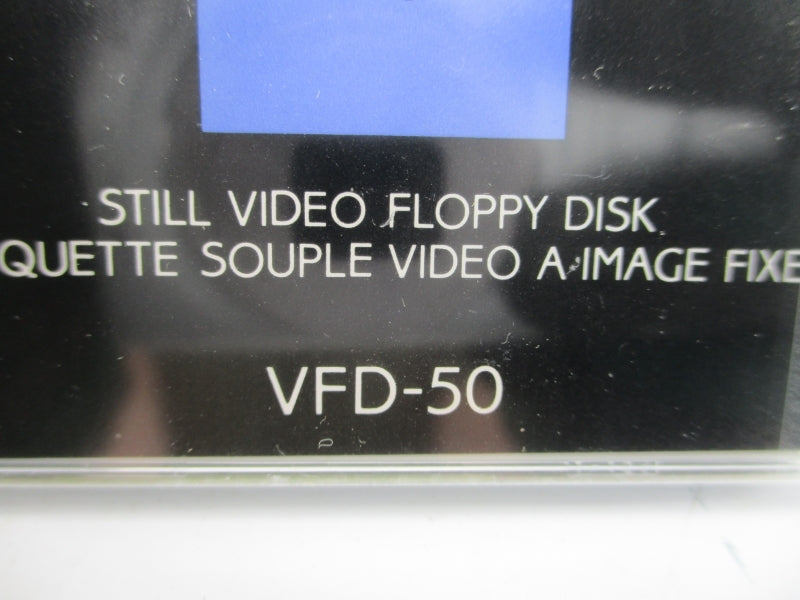 STILL VIDEO FLOPPY DISK
QUETTE SOUPLE VIDEO A IMAGE FIXE
VFD-50